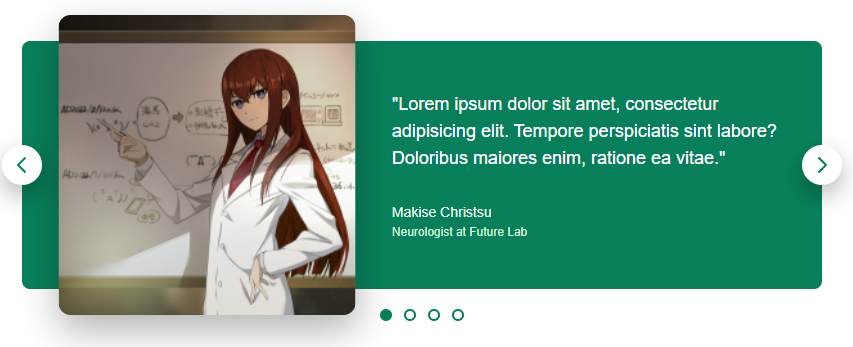 "Lorem ipsum dolor sit amet, consectetur
adipisicing elit. Tempore perspiciatis sint labore?
Doloribus maiores enim, ratione ea vitae."
Makise Christsu
Neurologist at Future Lab